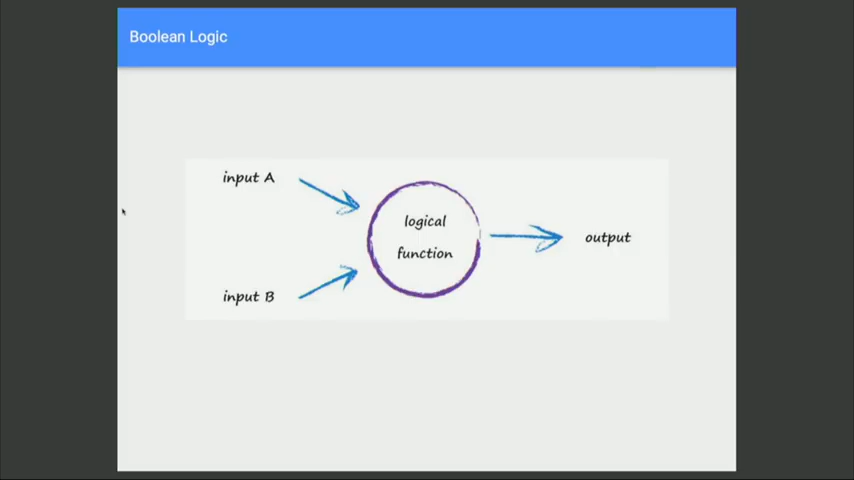 Boolean Logic
input A
logical
function
output
input B